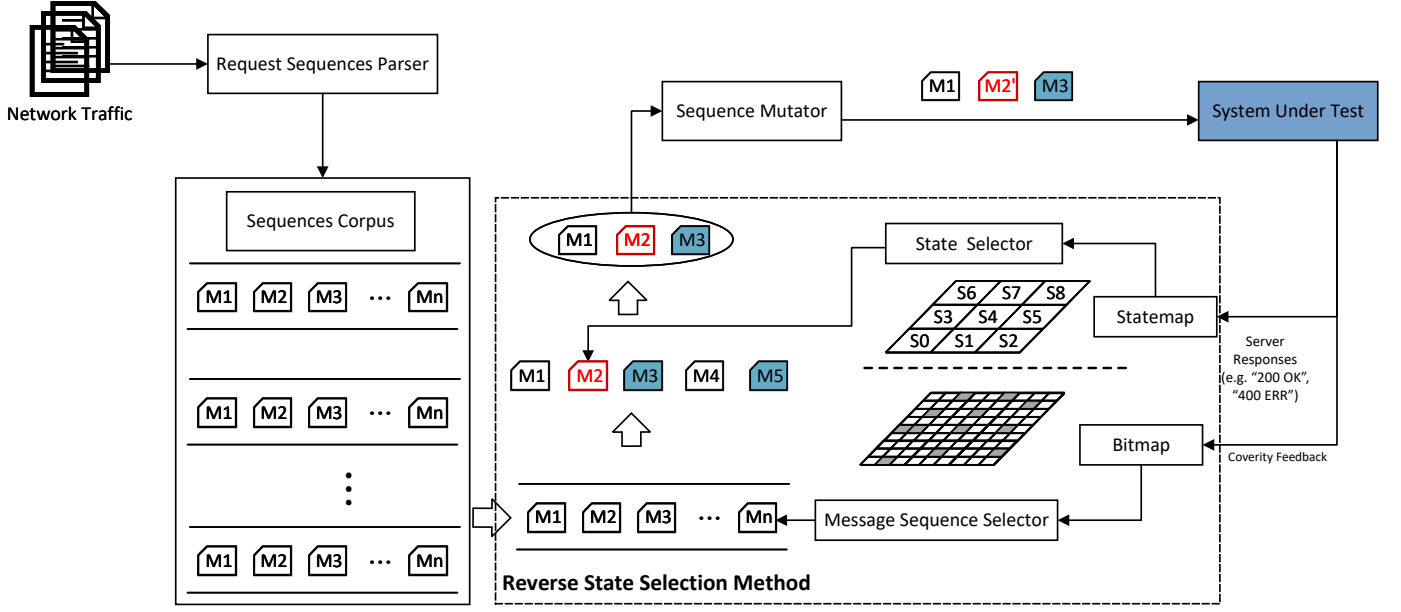 Network Traffic
Request Sequences Parser
Sequences Corpus
M1 M2 M3 ... Mn
M1 M2 M3 ... Mn
M1 M2 M3 ... Mn
Sequence Mutator
M1 M2' M3
System Under Test
M1 M2 M3
State Selector
S6 S7 S8
S3 S4 S5
S0 S1 S2
Statemap
Server
Responses
(e.g. “200 OK”,
“400 ERR”)
M1 M2 M3 M4 M5
Bitmap
Coverity Feedback
M1 M2 M3 ... Mn
Message Sequence Selector
Reverse State Selection Method